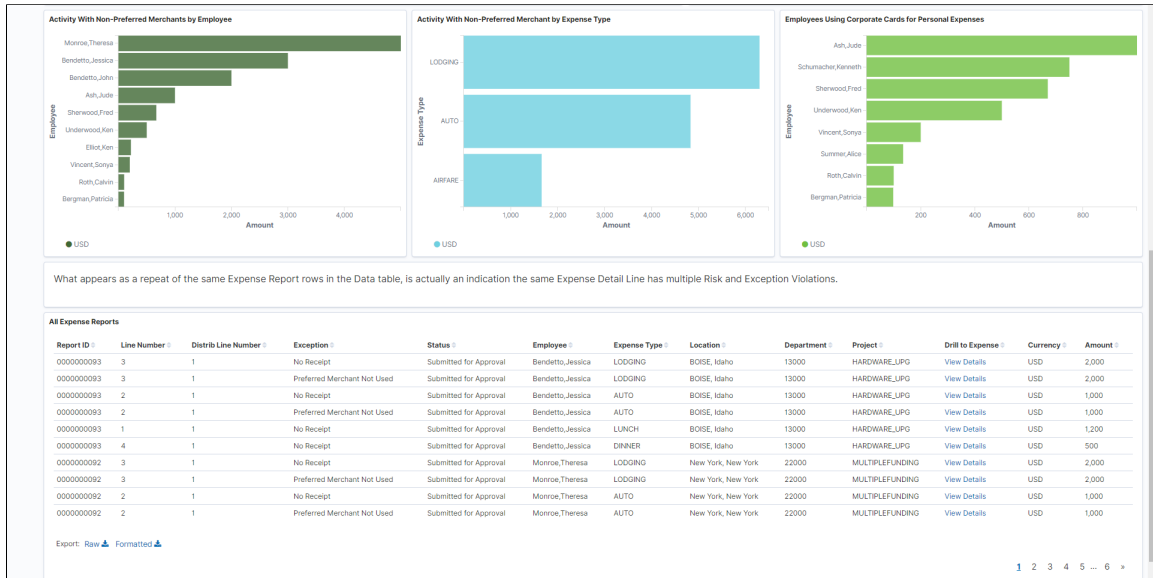 Activity With Non-Preferred Merchants by Employee
Monroe,Theresa
Bendetto,Jessica
Bendetto,John
Ash,Jude
Sherwood,Fred
Underwood,Ken
Elliot,Ken
Vincent,Sonya
Roth,Calvin
Bergman,Patricia
Employee
1,000 2,000 3,000 4,000
Amount
USD
Activity With Non-Preferred Merchant by Expense Type
LODGING
AUTO
AIRFARE
Expense Type
1,000 2,000 3,000 4,000 5,000 6,000
Amount
USD
Employees Using Corporate Cards for Personal Expenses
Ash,Jude
Schumacher,Kenneth
Sherwood,Fred
Underwood,Ken
Vincent,Sonya
Summer,Alice
Roth,Calvin
Bergman,Patricia
Employee
200 400 600 800
Amount
USD
What appears as a repeat of the same Expense Report rows in the Data table, is actually an indication the same Expense Detail Line has multiple Risk and Exception Violations.
All Expense Reports
Report ID Line Number Distrib Line Number Exception Status Employee Expense Type Location Department Project Drill to Expense Currency Amount
0000000093 3 1 No Receipt Submitted for Approval Bendetto,Jessica LODGING BOISE, Idaho 13000 HARDWARE_UPG View Details USD 2,000
0000000093 3 1 Preferred Merchant Not Used Submitted for Approval Bendetto,Jessica LODGING BOISE, Idaho 13000 HARDWARE_UPG View Details USD 2,000
0000000093 2 1 No Receipt Submitted for Approval Bendetto,Jessica AUTO BOISE, Idaho 13000 HARDWARE_UPG View Details USD 1,000
0000000093 2 1 Preferred Merchant Not Used Submitted for Approval Bendetto,Jessica AUTO BOISE, Idaho 13000 HARDWARE_UPG View Details USD 1,000
0000000093 1 1 No Receipt Submitted for Approval Bendetto,Jessica LUNCH BOISE, Idaho 13000 HARDWARE_UPG View Details USD 1,200
0000000093 4 1 No Receipt Submitted for Approval Bendetto,Jessica DINNER BOISE, Idaho 13000 HARDWARE_UPG View Details USD 500
0000000092 3 1 No Receipt Submitted for Approval Monroe,Theresa LODGING New York, New York 22000 MULTIPLEFUNDING View Details USD 2,000
0000000092 3 1 Preferred Merchant Not Used Submitted for Approval Monroe,Theresa LODGING New York, New York 22000 MULTIPLEFUNDING View Details USD 2,000
0000000092 2 1 No Receipt Submitted for Approval Monroe,Theresa AUTO New York, New York 22000 MULTIPLEFUNDING View Details USD 1,000
0000000092 2 1 Preferred Merchant Not Used Submitted for Approval Monroe,Theresa AUTO New York, New York 22000 MULTIPLEFUNDING View Details USD 1,000
Export: Raw Formatted
1 2 3 4 5 ... 6 »